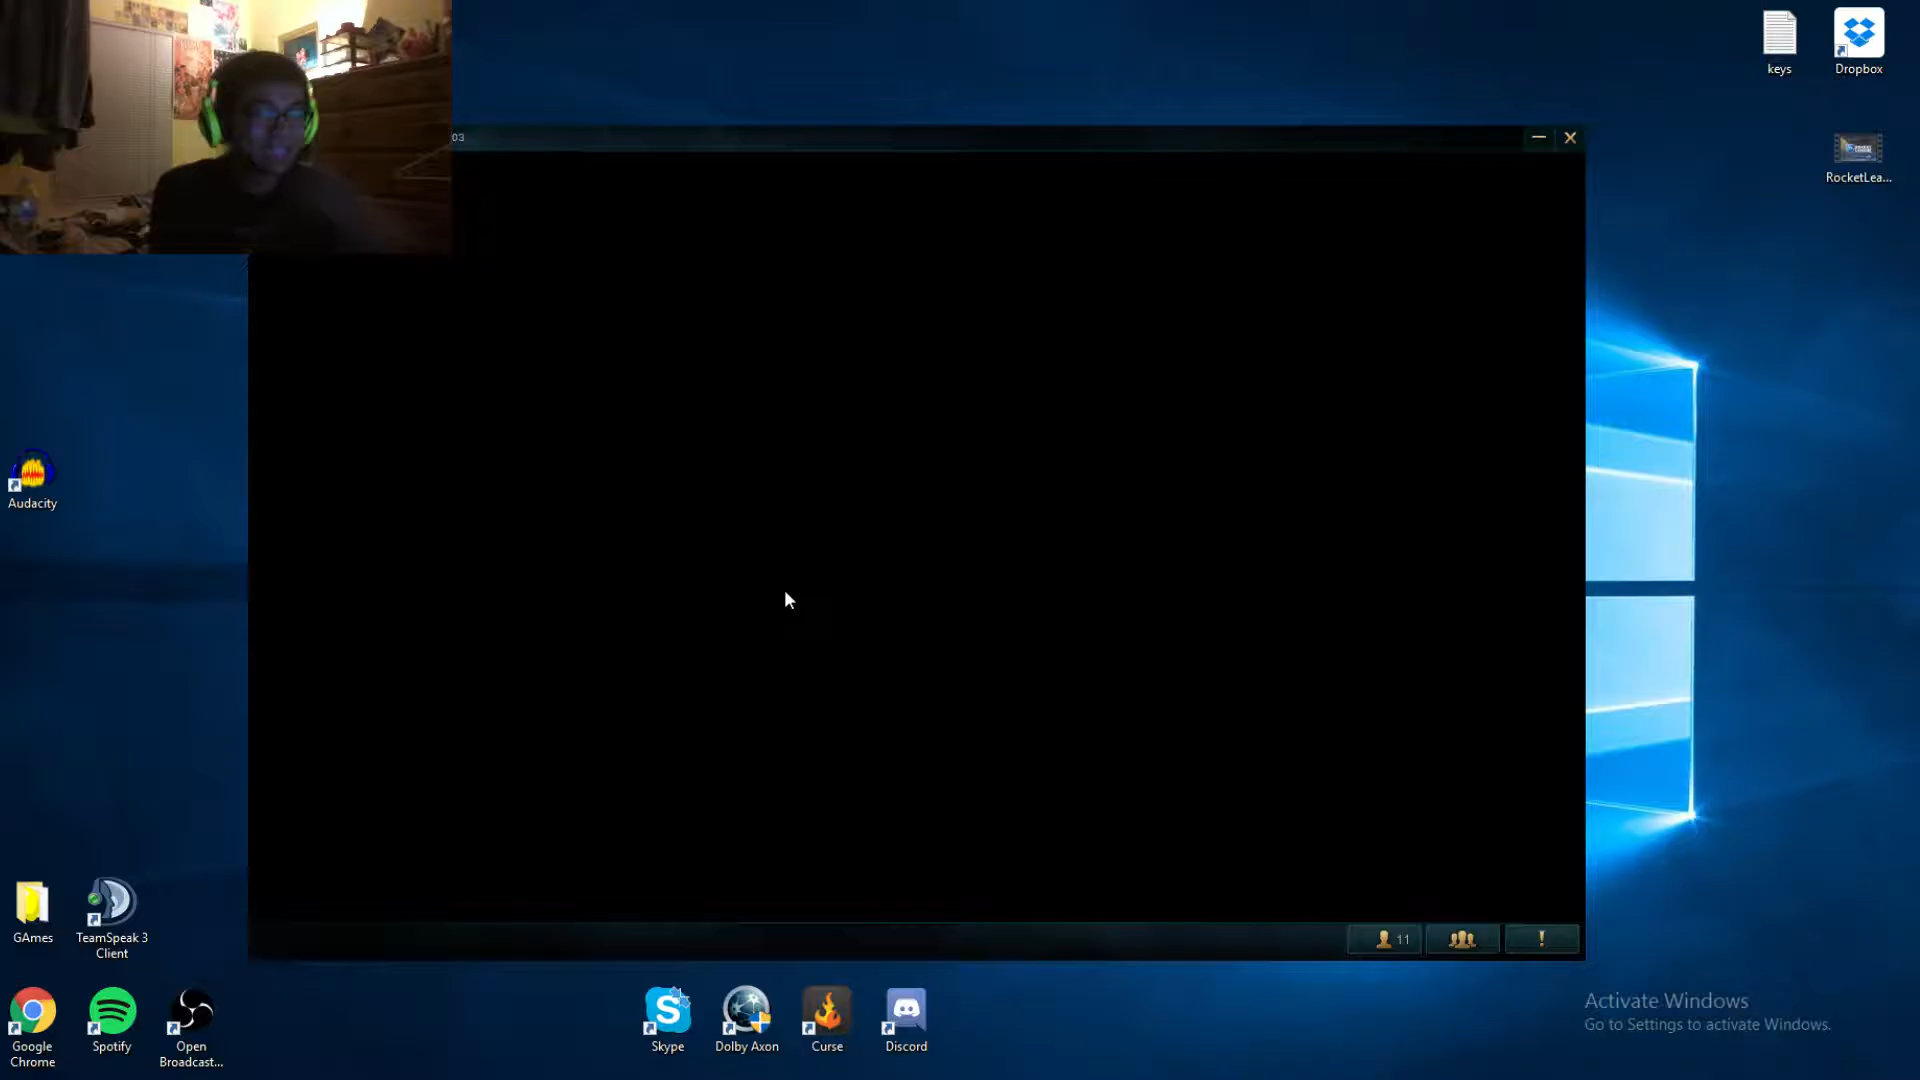 keys
Dropbox
RocketLea...
03
Audacity
11
GAmes
TeamSpeak 3
Client
Google
Chrome
Spotify
Open
Broadcast...
Skype
Dolby Axon
Curse
Discord
Activate Windows
Go to Settings to activate Windows.